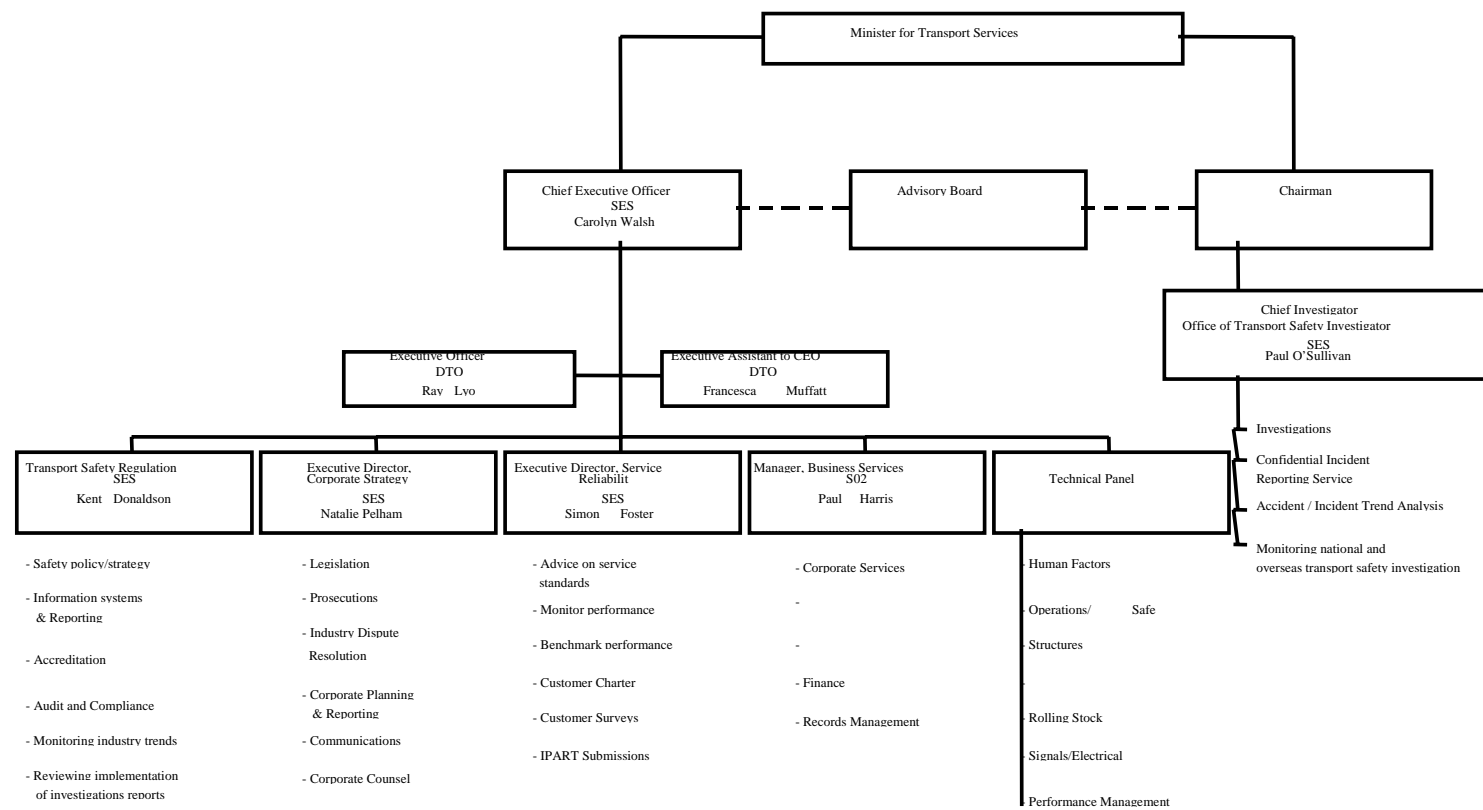 Minister for Transport Services
Chief Executive Officer
SES
Carolyn Walsh
Advisory Board
Chairman
Chief Investigator
Office of Transport Safety Investigator
SES
Paul O'Sullivan
Executive Officer
DTO
Ray Lyo
Executive Assistant to CEO
DTO
Francesca Muffatt
Investigations
Confidential Incident
Reporting Service
Accident / Incident Trend Analysis
Monitoring national and
overseas transport safety investigation
Transport Safety Regulation
SES
Kent Donaldson
- Safety policy/strategy
- Information systems
& Reporting
- Accreditation
- Audit and Compliance
- Monitoring industry trends
- Reviewing implementation
of investigations reports
Executive Director,
Corporate Strategy
SES
Natalie Pelham
- Legislation
- Prosecutions
- Industry Dispute
Resolution
- Corporate Planning
& Reporting
- Communications
- Corporate Counsel
Executive Director, Service
Reliabilit
SES
Simon Foster
- Advice on service
standards
- Monitor performance
- Benchmark performance
- Customer Charter
- Customer Surveys
- IPART Submissions
Manager, Business Services
S02
Paul Harris
- Corporate Services
-
-
- Finance
- Records Management
Technical Panel
- Human Factors
- Operations/ Safe
- Structures
-
- Rolling Stock
- Signals/Electrical
- Performance Management